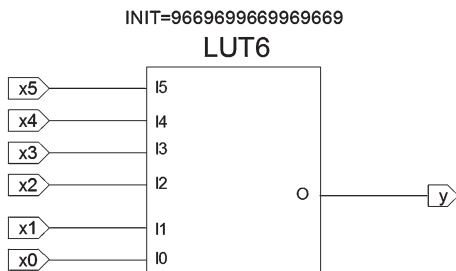 INIT=9669699669969669
LUT6
x5 I5
x4 I4
x3 I3
x2 I2
O y
x1 I1
x0 I0